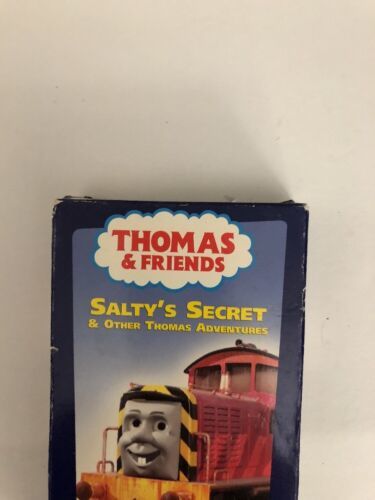 THOMAS
& FRIENDS
SALTY'S SECRET
& OTHER THOMAS ADVENTURES